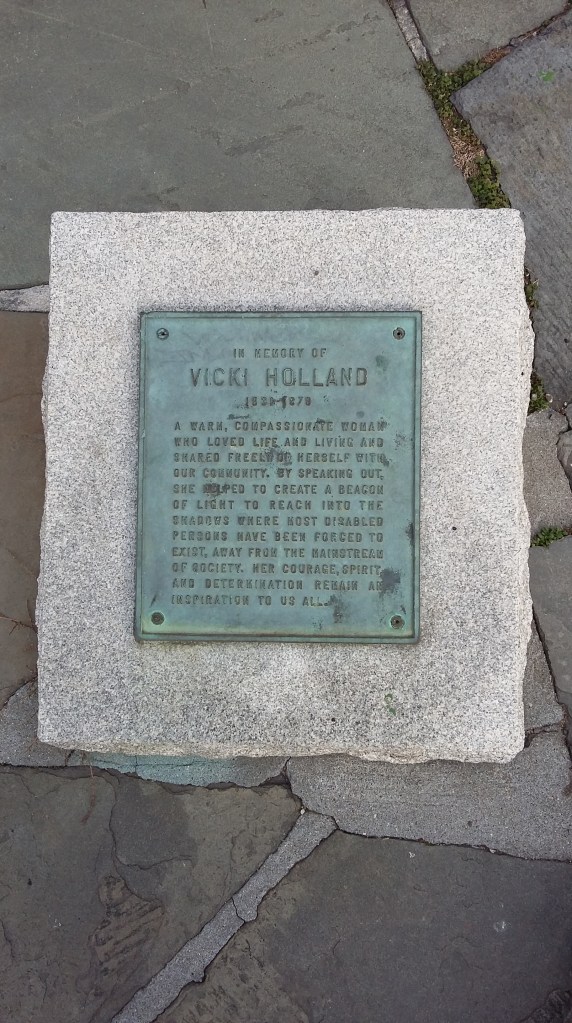 IN MEMORY OF
VICKI HOLLAND
A WARM, COMPASSIONATE WOMAN
WHO LOVED LIFE AND LIVING AND
SHARED FREELY OF HERSELF WITH
OUR COMMUNITY. BY SPEAKING OUT,
SHE HELPED TO CREATE A BEACON
OF LIGHT TO REACH INTO THE
SHADOWS WHERE MOST DISABLED
PERSONS HAVE BEEN FORCED TO
EXIST, AWAY FROM THE MAINSTREAM
OF SOCIETY. HER COURAGE, SPIRIT,
AND DETERMINATION REMAIN AN
INSPIRATION TO US ALL.